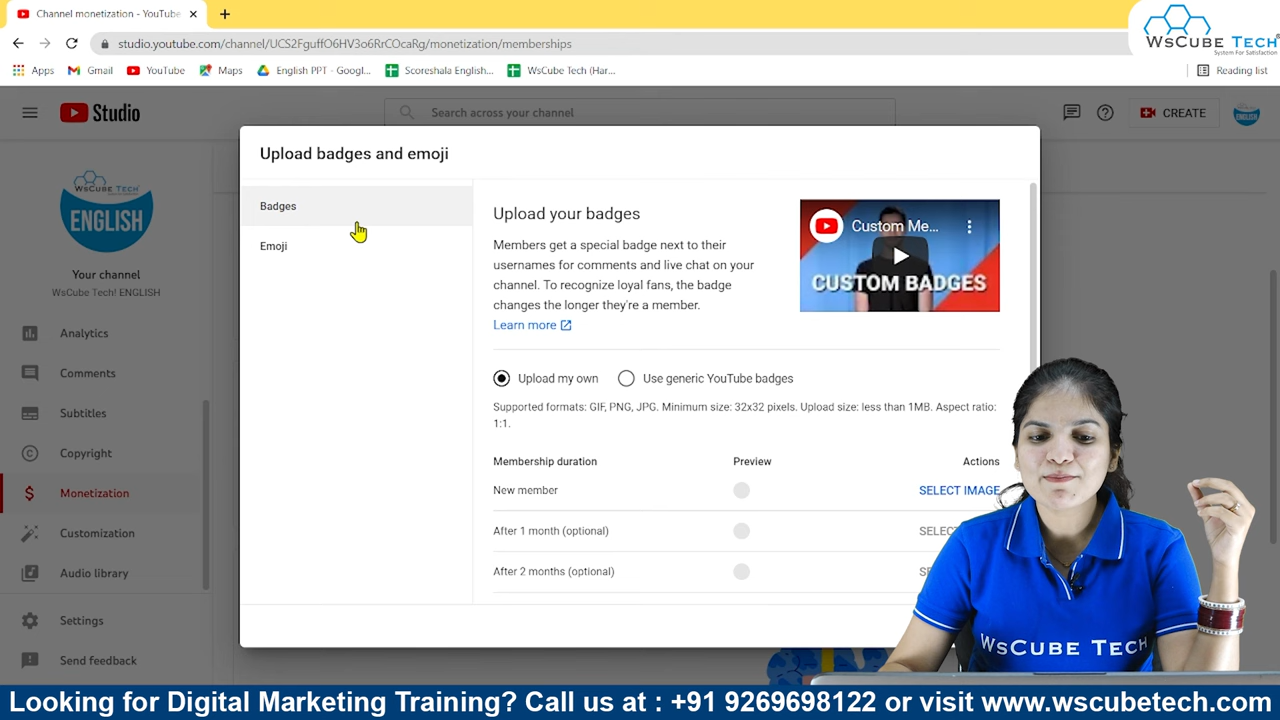 Channel monetization - YouTube
studio.youtube.com/channel/UCS2FguffO6HV3o6RrCOcaRg/monetization/memberships
Apps
Gmail
YouTube
Maps
English PPT - Googl...
Scoreshala English...
WsCube Tech (Har...
Reading list
WsCube Tech
System For Satisfaction
Studio
Search across your channel
CREATE
ENGLISH
WsCube Tech
ENGLISH
Your channel
WsCube Tech! ENGLISH
Analytics
Comments
Subtitles
Copyright
Monetization
Customization
Audio library
Settings
Send feedback
Upload badges and emoji
Badges
Emoji
Upload your badges
Members get a special badge next to their
usernames for comments and live chat on your
channel. To recognize loyal fans, the badge
changes the longer they're a member.
Learn more
Custom Me...
CUSTOM BADGES
Upload my own
Use generic YouTube badges
Supported formats: GIF, PNG, JPG. Minimum size: 32x32 pixels. Upload size: less than 1MB. Aspect ratio:
1:1.
Membership duration Preview Actions
New member SELECT IMAGE
After 1 month (optional)
After 2 months (optional)
WsCube Tech
Looking for Digital Marketing Training? Call us at : +91 9269698122 or visit www.wscubetech.com